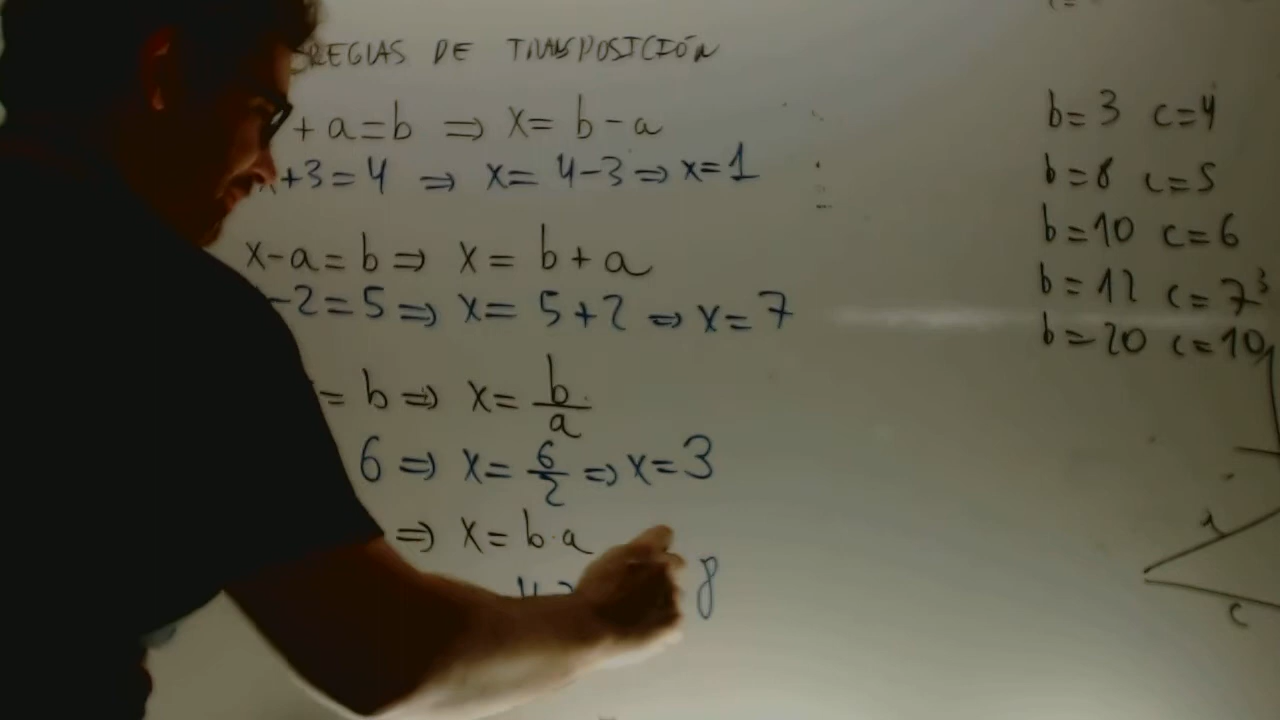 REGLAS DE TRANSPOSICIÓN
+ a = b ⇒ x = b - a
+3 = 4 ⇒ x = 4-3 ⇒ x = 1
x - a = b ⇒ x = b + a
-2 = 5 ⇒ x = 5+2 ⇒ x = 7
= b ⇒ x = b/a
6 ⇒ x = 6/2 ⇒ x = 3
⇒ x = b·a
8
b = 3 c = 4
b = 8 c = 5
b = 10 c = 6
b = 12 c = 7
b = 20 c = 10
c